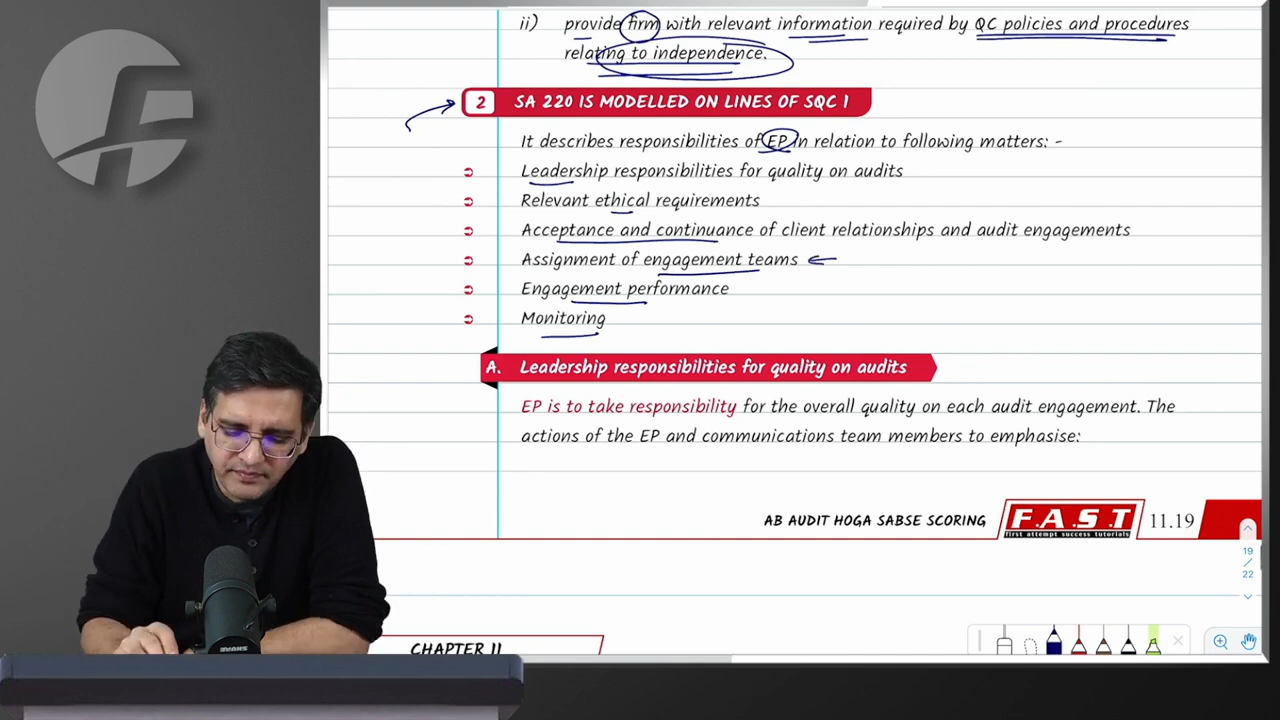 ii) provide firm with relevant information required by QC policies and procedures
relating to independence.
2 SA 220 IS MODELLED ON LINES OF SQC 1
It describes responsibilities of EP in relation to following matters: -
Leadership responsibilities for quality on audits
Relevant ethical requirements
Acceptance and continuance of client relationships and audit engagements
Assignment of engagement teams
Engagement performance
Monitoring
A. Leadership responsibilities for quality on audits
EP is to take responsibility for the overall quality on each audit engagement. The
actions of the EP and communications team members to emphasise:
AB AUDIT HOGA SABSE SCORING F.A.S.T 11.19
first attempt success tutorials
19
/
22
CHAPTER 11